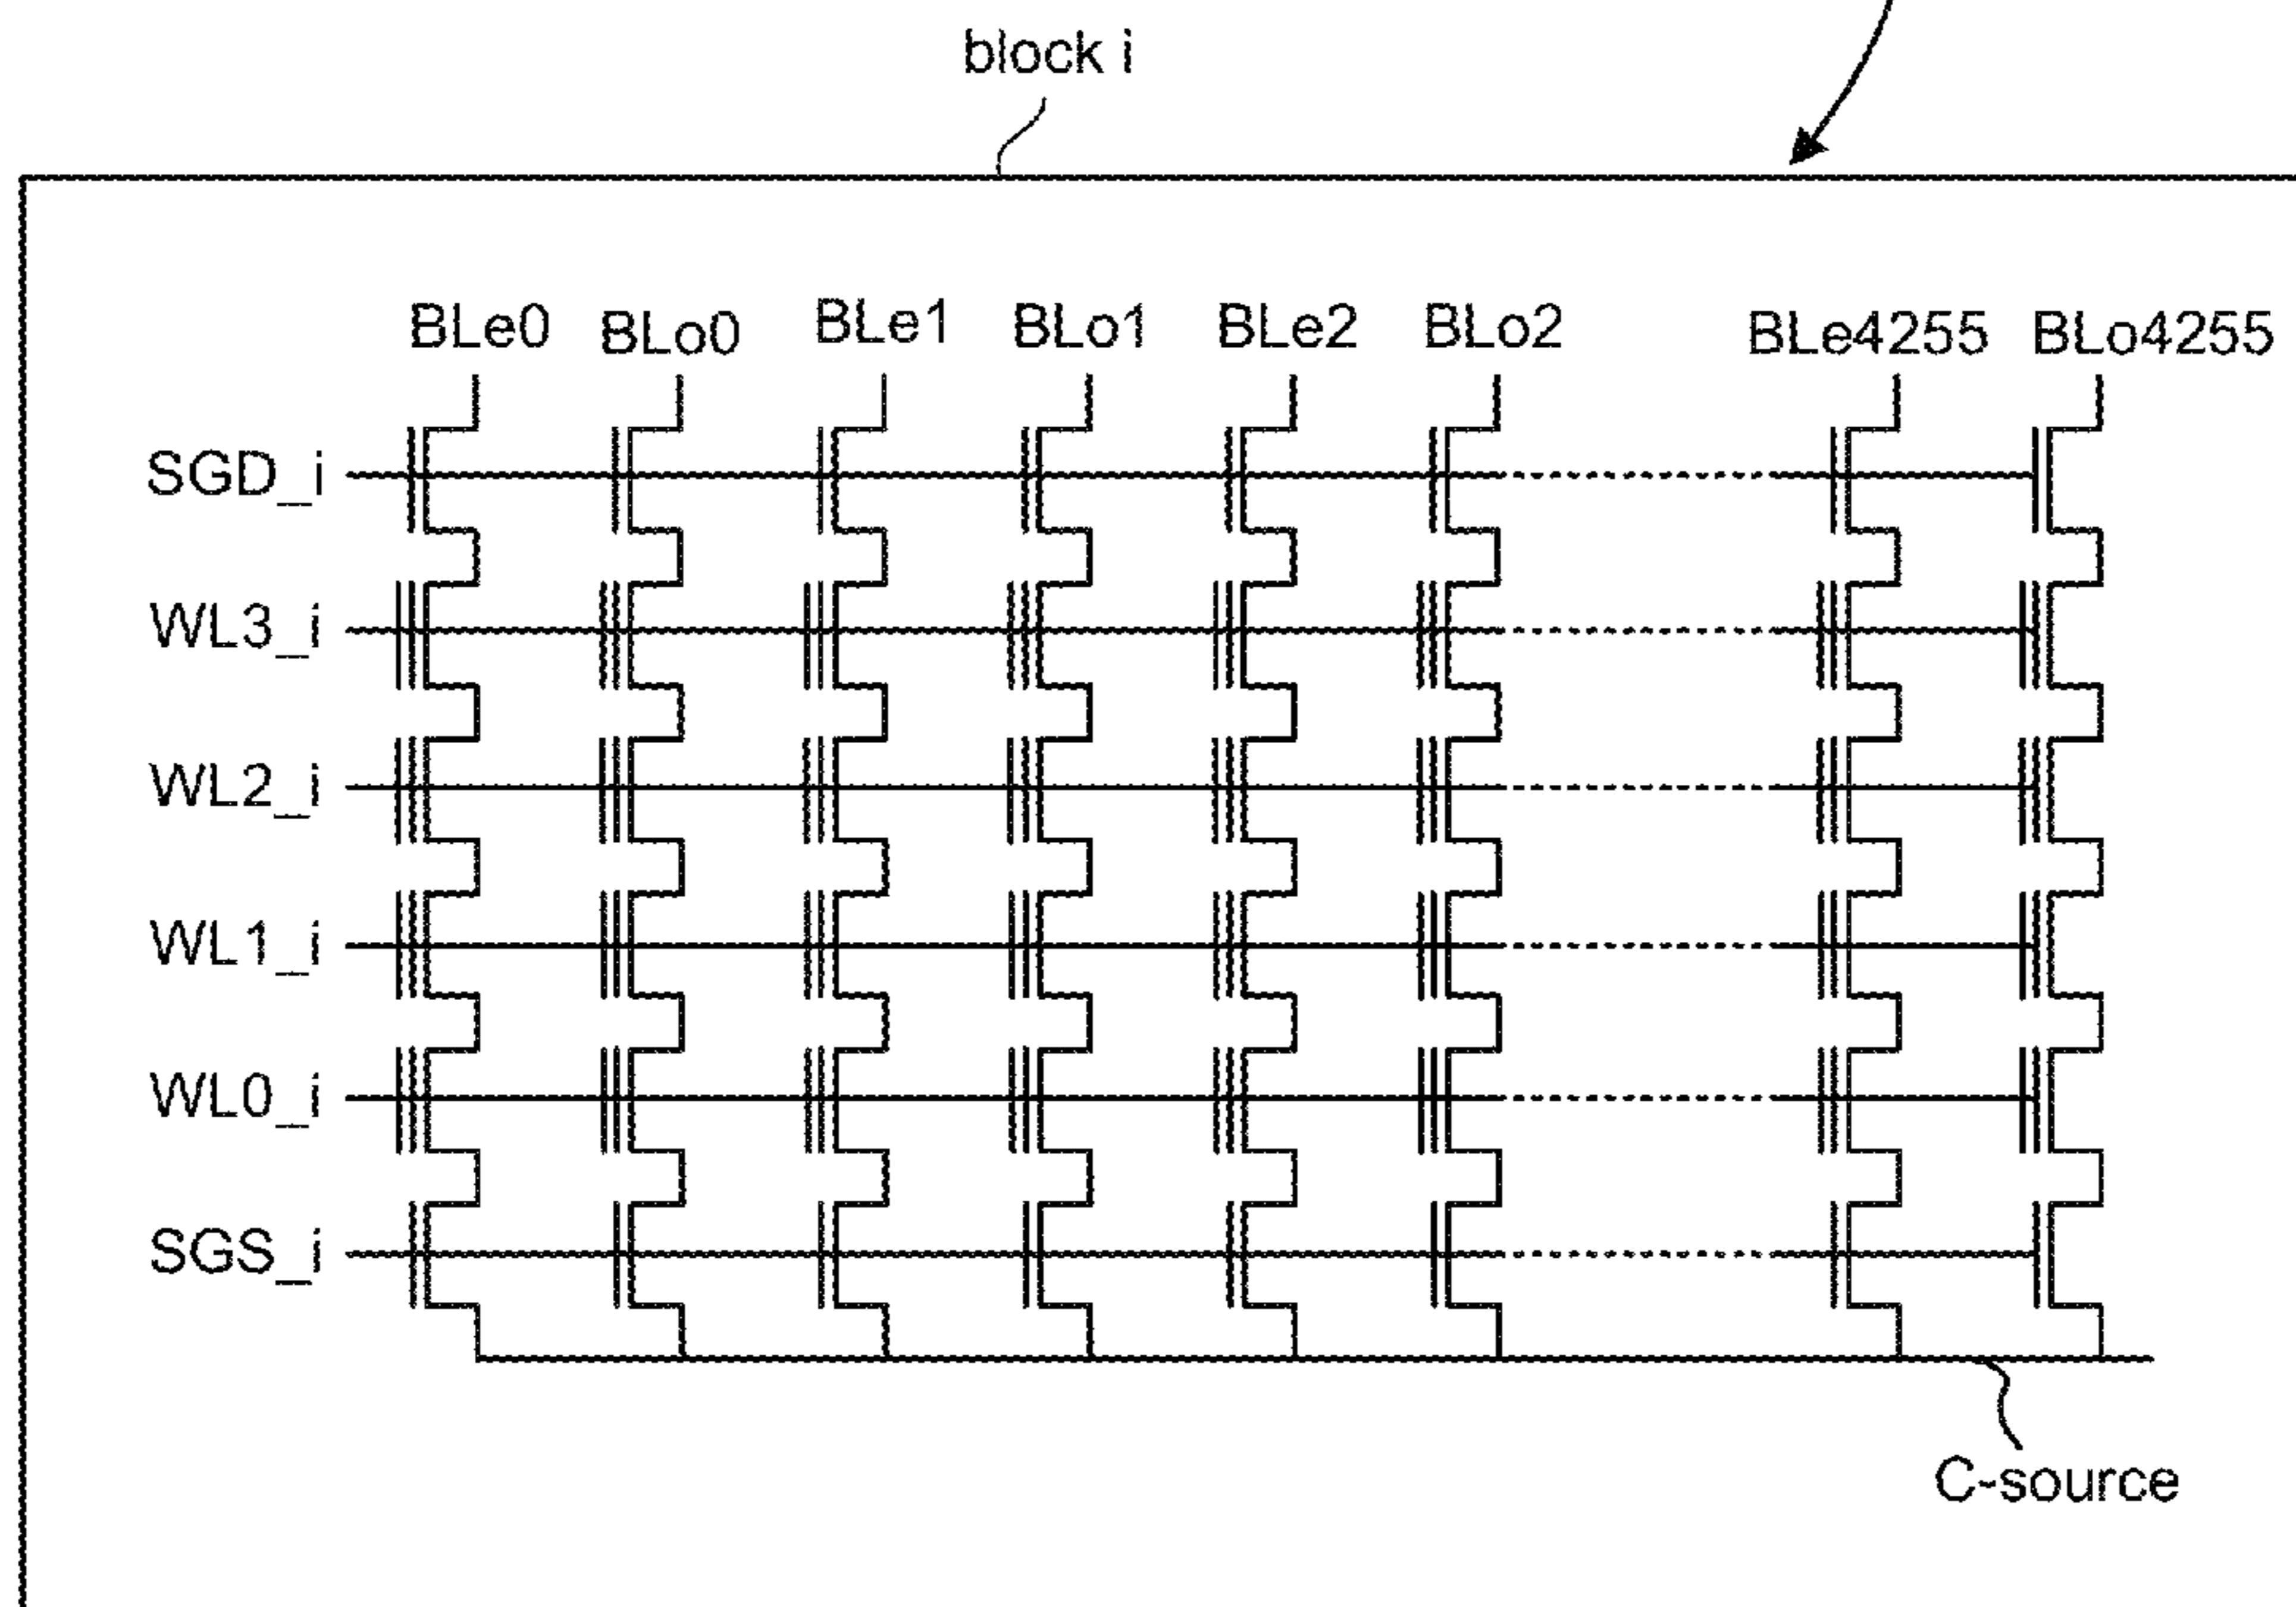 block i
BLe0 BLo0 BLe1 BLo1 BLe2 BLo2 BLe4255 BLo4255
SGD_i
WL3_i
WL2_i
WL1_i
WL0_i
SGS_i
C-source